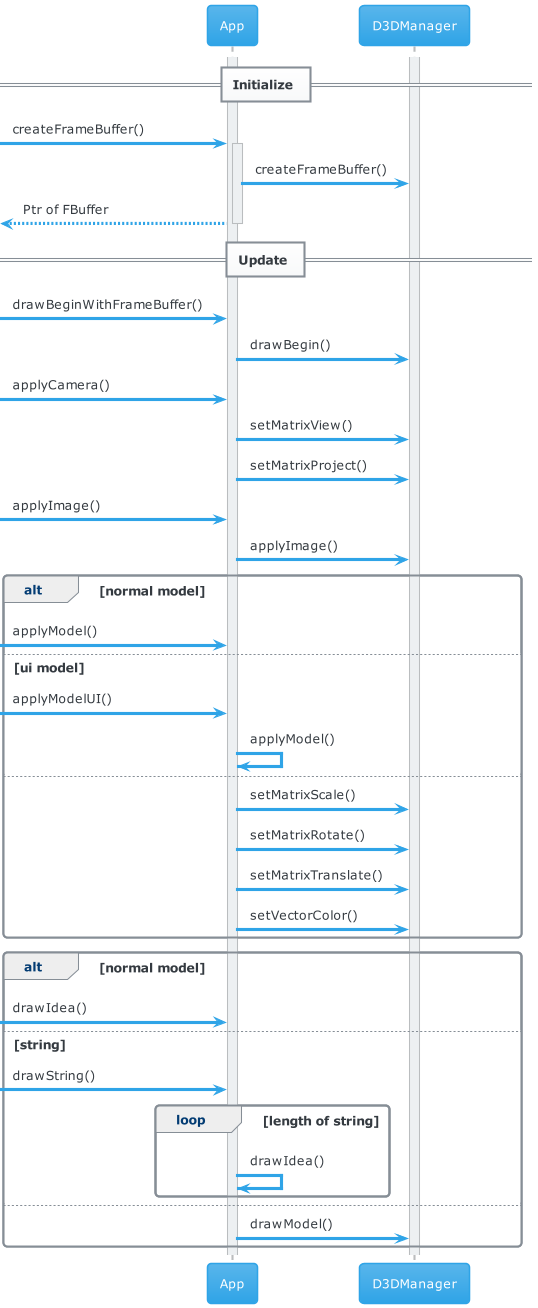 App
D3DManager
Initialize
createFrameBuffer()
createFrameBuffer()
Ptr of FBuffer
Update
drawBeginWithFrameBuffer()
drawBegin()
applyCamera()
setMatrixView()
setMatrixProject()
applyImage()
applyImage()
alt [normal model]
applyModel()
[ui model]
applyModelUI()
applyModel()
setMatrixScale()
setMatrixRotate()
setMatrixTranslate()
setVectorColor()
alt [normal model]
drawIdea()
[string]
drawString()
loop [length of string]
drawIdea()
drawModel()
App
D3DManager